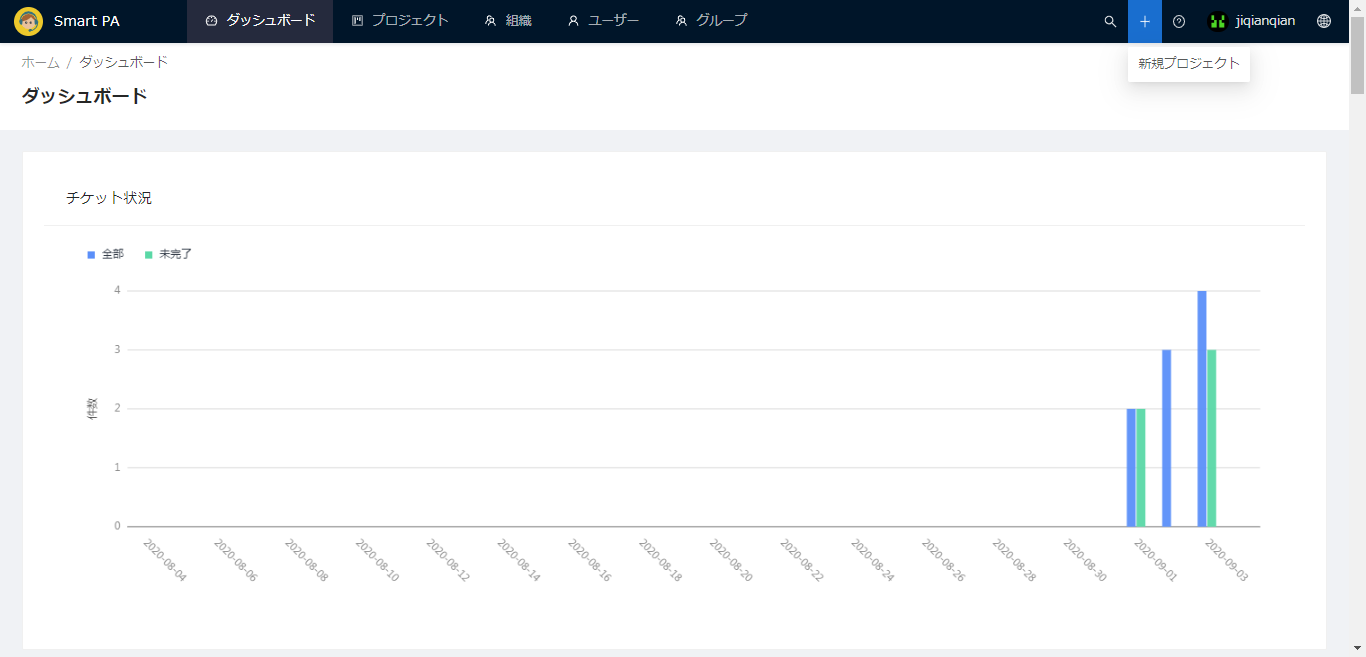 Smart PA ダッシュボード プロジェクト 組織 ユーザー グループ jiqianqian
ホーム / ダッシュボード
新規プロジェクト
ダッシュボード
チケット状況
全部 未完了
件数
4
3
2
1
0
2020-08-04 2020-08-06 2020-08-08 2020-08-10 2020-08-12 2020-08-14 2020-08-16 2020-08-18 2020-08-20 2020-08-22 2020-08-24 2020-08-26 2020-08-28 2020-08-30 2020-09-01 2020-09-03